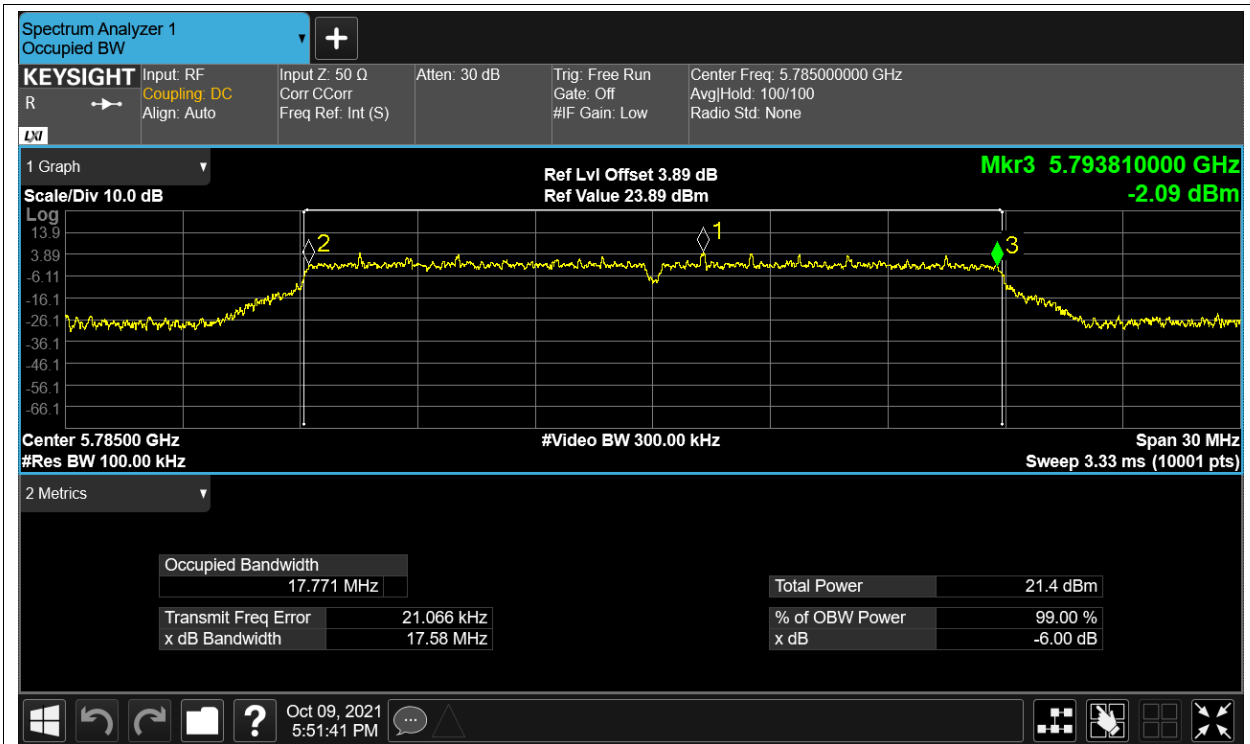 Spectrum Analyzer 1
Occupied BW
KEYSIGHT
R
LXI
Input: RF
Coupling: DC
Align: Auto
Input Z: 50 Ω
Corr CCorr
Freq Ref: Int (S)
Atten: 30 dB
Trig: Free Run
Gate: Off
#IF Gain: Low
Center Freq: 5.785000000 GHz
Avg|Hold: 100/100
Radio Std: None
1 Graph
Scale/Div 10.0 dB
Ref Lvl Offset 3.89 dB
Ref Value 23.89 dBm
Mkr3 5.793810000 GHz
-2.09 dBm
Log
13.9
3.89
-6.11
-16.1
-26.1
-36.1
-46.1
-56.1
-66.1
2
1
3
Center 5.78500 GHz
#Res BW 100.00 kHz
#Video BW 300.00 kHz
Span 30 MHz
Sweep 3.33 ms (10001 pts)
2 Metrics
Occupied Bandwidth
17.771 MHz
Transmit Freq Error 21.066 kHz
x dB Bandwidth 17.58 MHz
Total Power 21.4 dBm
% of OBW Power 99.00 %
x dB -6.00 dB
?
Oct 09, 2021
5:51:41 PM